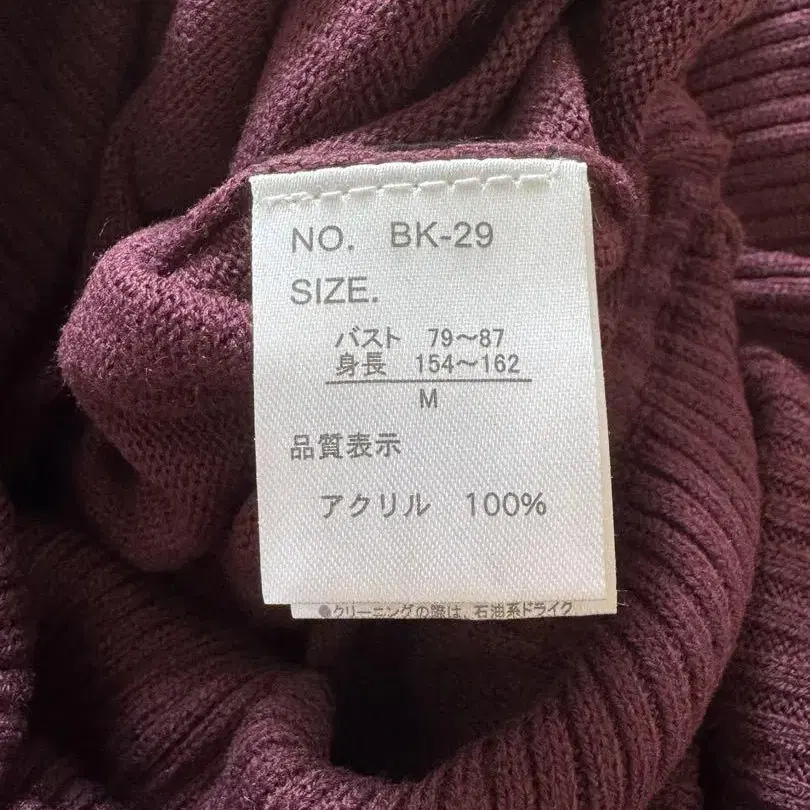 NO. BK-29
SIZE.
バスト 79〜87
身長 154〜162
M
品質表示
アクリル 100%
●クリーニングの際は、石油系ドライク